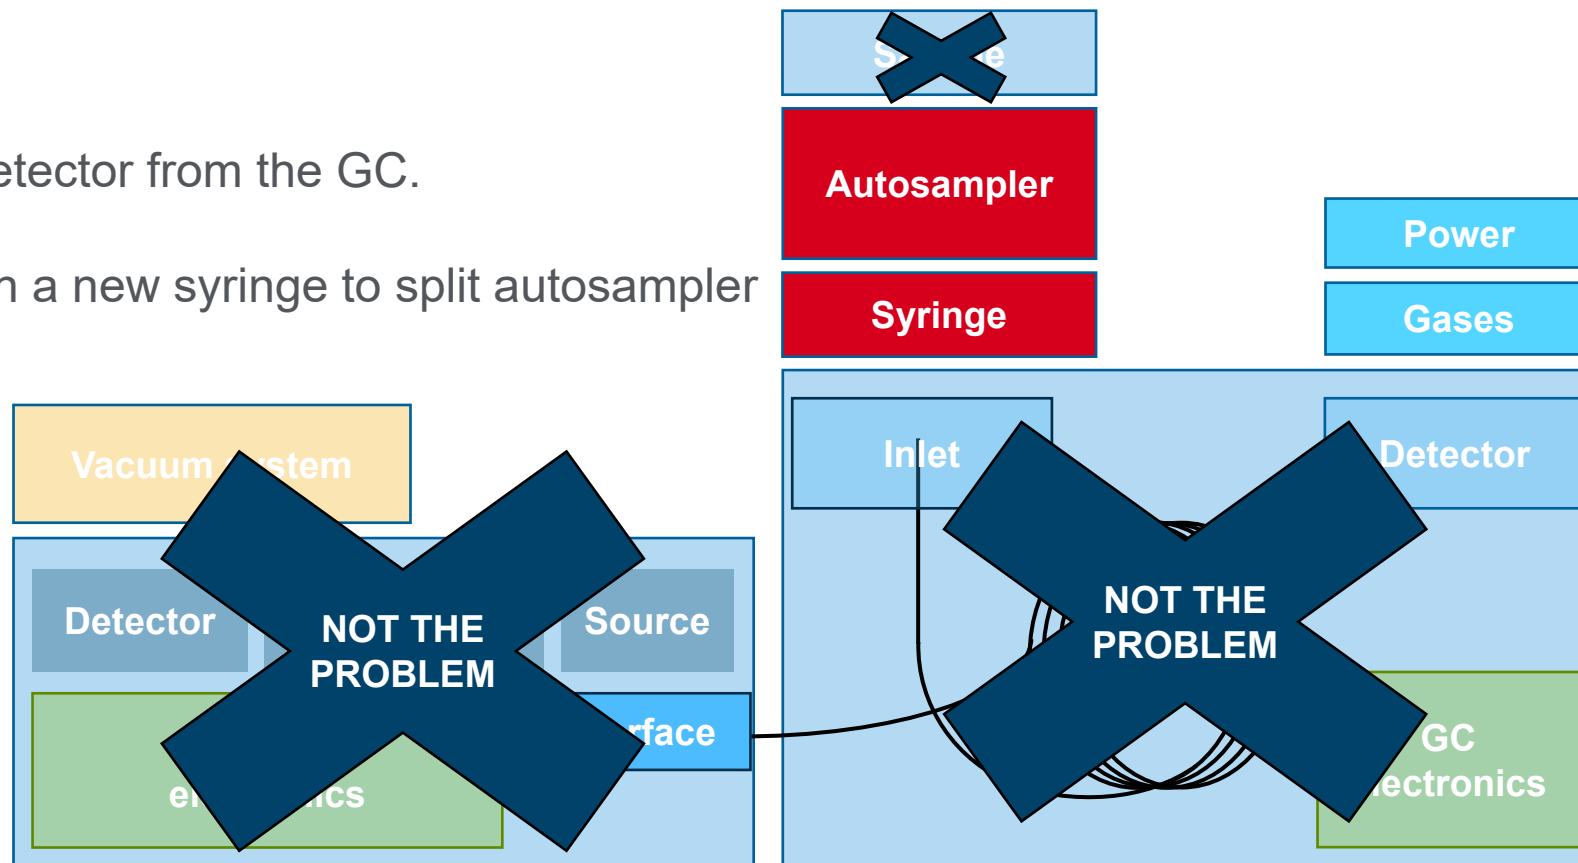 etector from the GC.
n a new syringe to split autosampler
Autosampler
Syringe
Power
Gases
Vacuum
Detector
Source
NOT THE
PROBLEM
Inlet
Detector
NOT THE
PROBLEM
GC